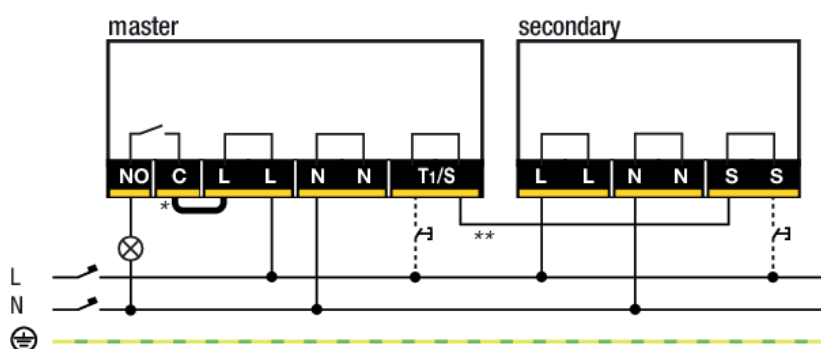 master secondary
NO C L L N N T1/S L L N N S S
*
**
L
N